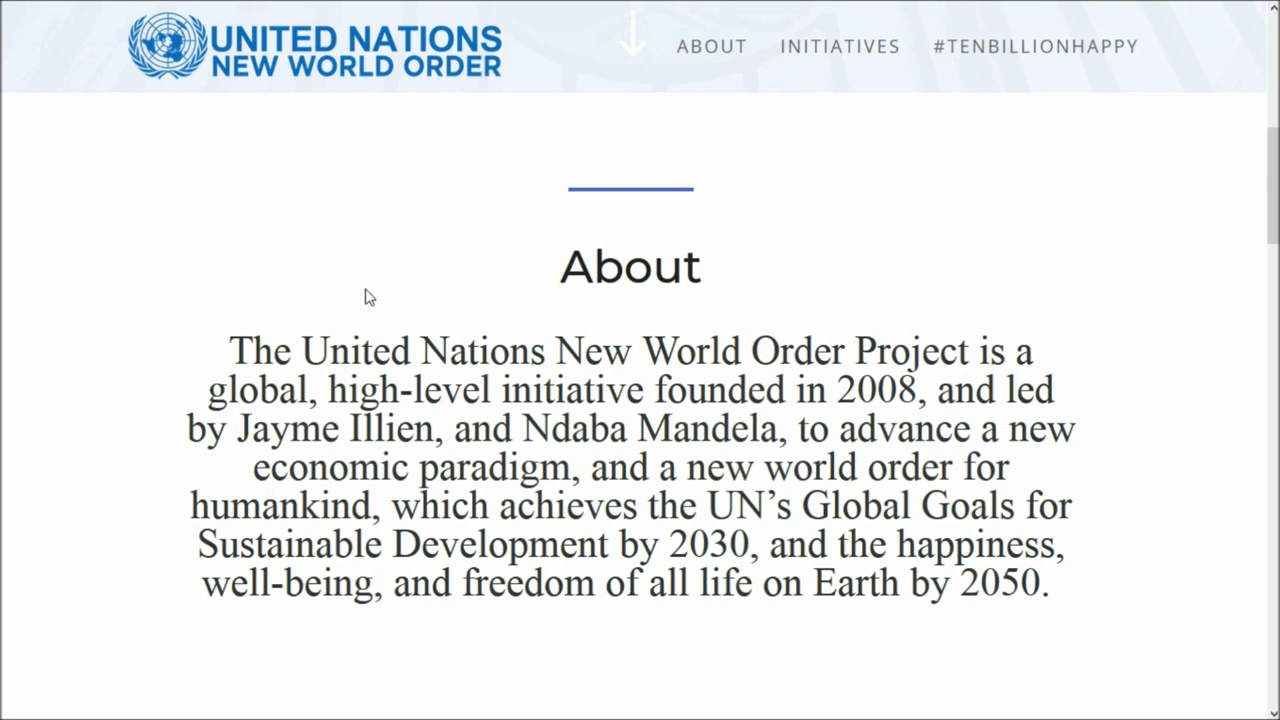 UNITED NATIONS
NEW WORLD ORDER
ABOUT INITIATIVES #TENBILLIONHAPPY
About
The United Nations New World Order Project is a
global, high-level initiative founded in 2008, and led
by Jayme Illien, and Ndaba Mandela, to advance a new
economic paradigm, and a new world order for
humankind, which achieves the UN’s Global Goals for
Sustainable Development by 2030, and the happiness,
well-being, and freedom of all life on Earth by 2050.